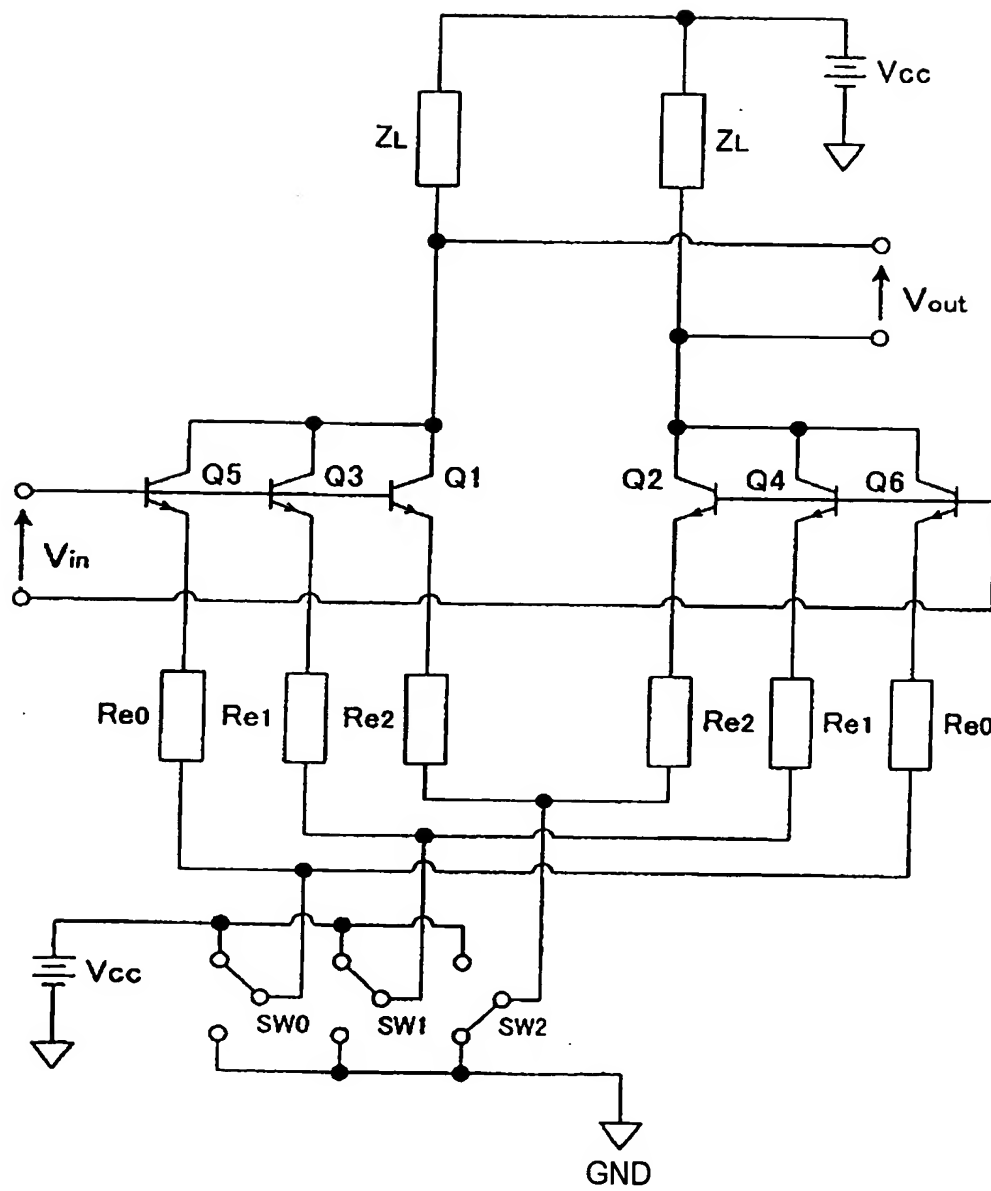 Vcc
ZL
ZL
Vout
Q5
Q3
Q1
Q2
Q4
Q6
Vin
Re0
Re1
Re2
Re2
Re1
Re0
Vcc
SW0
SW1
SW2
GND